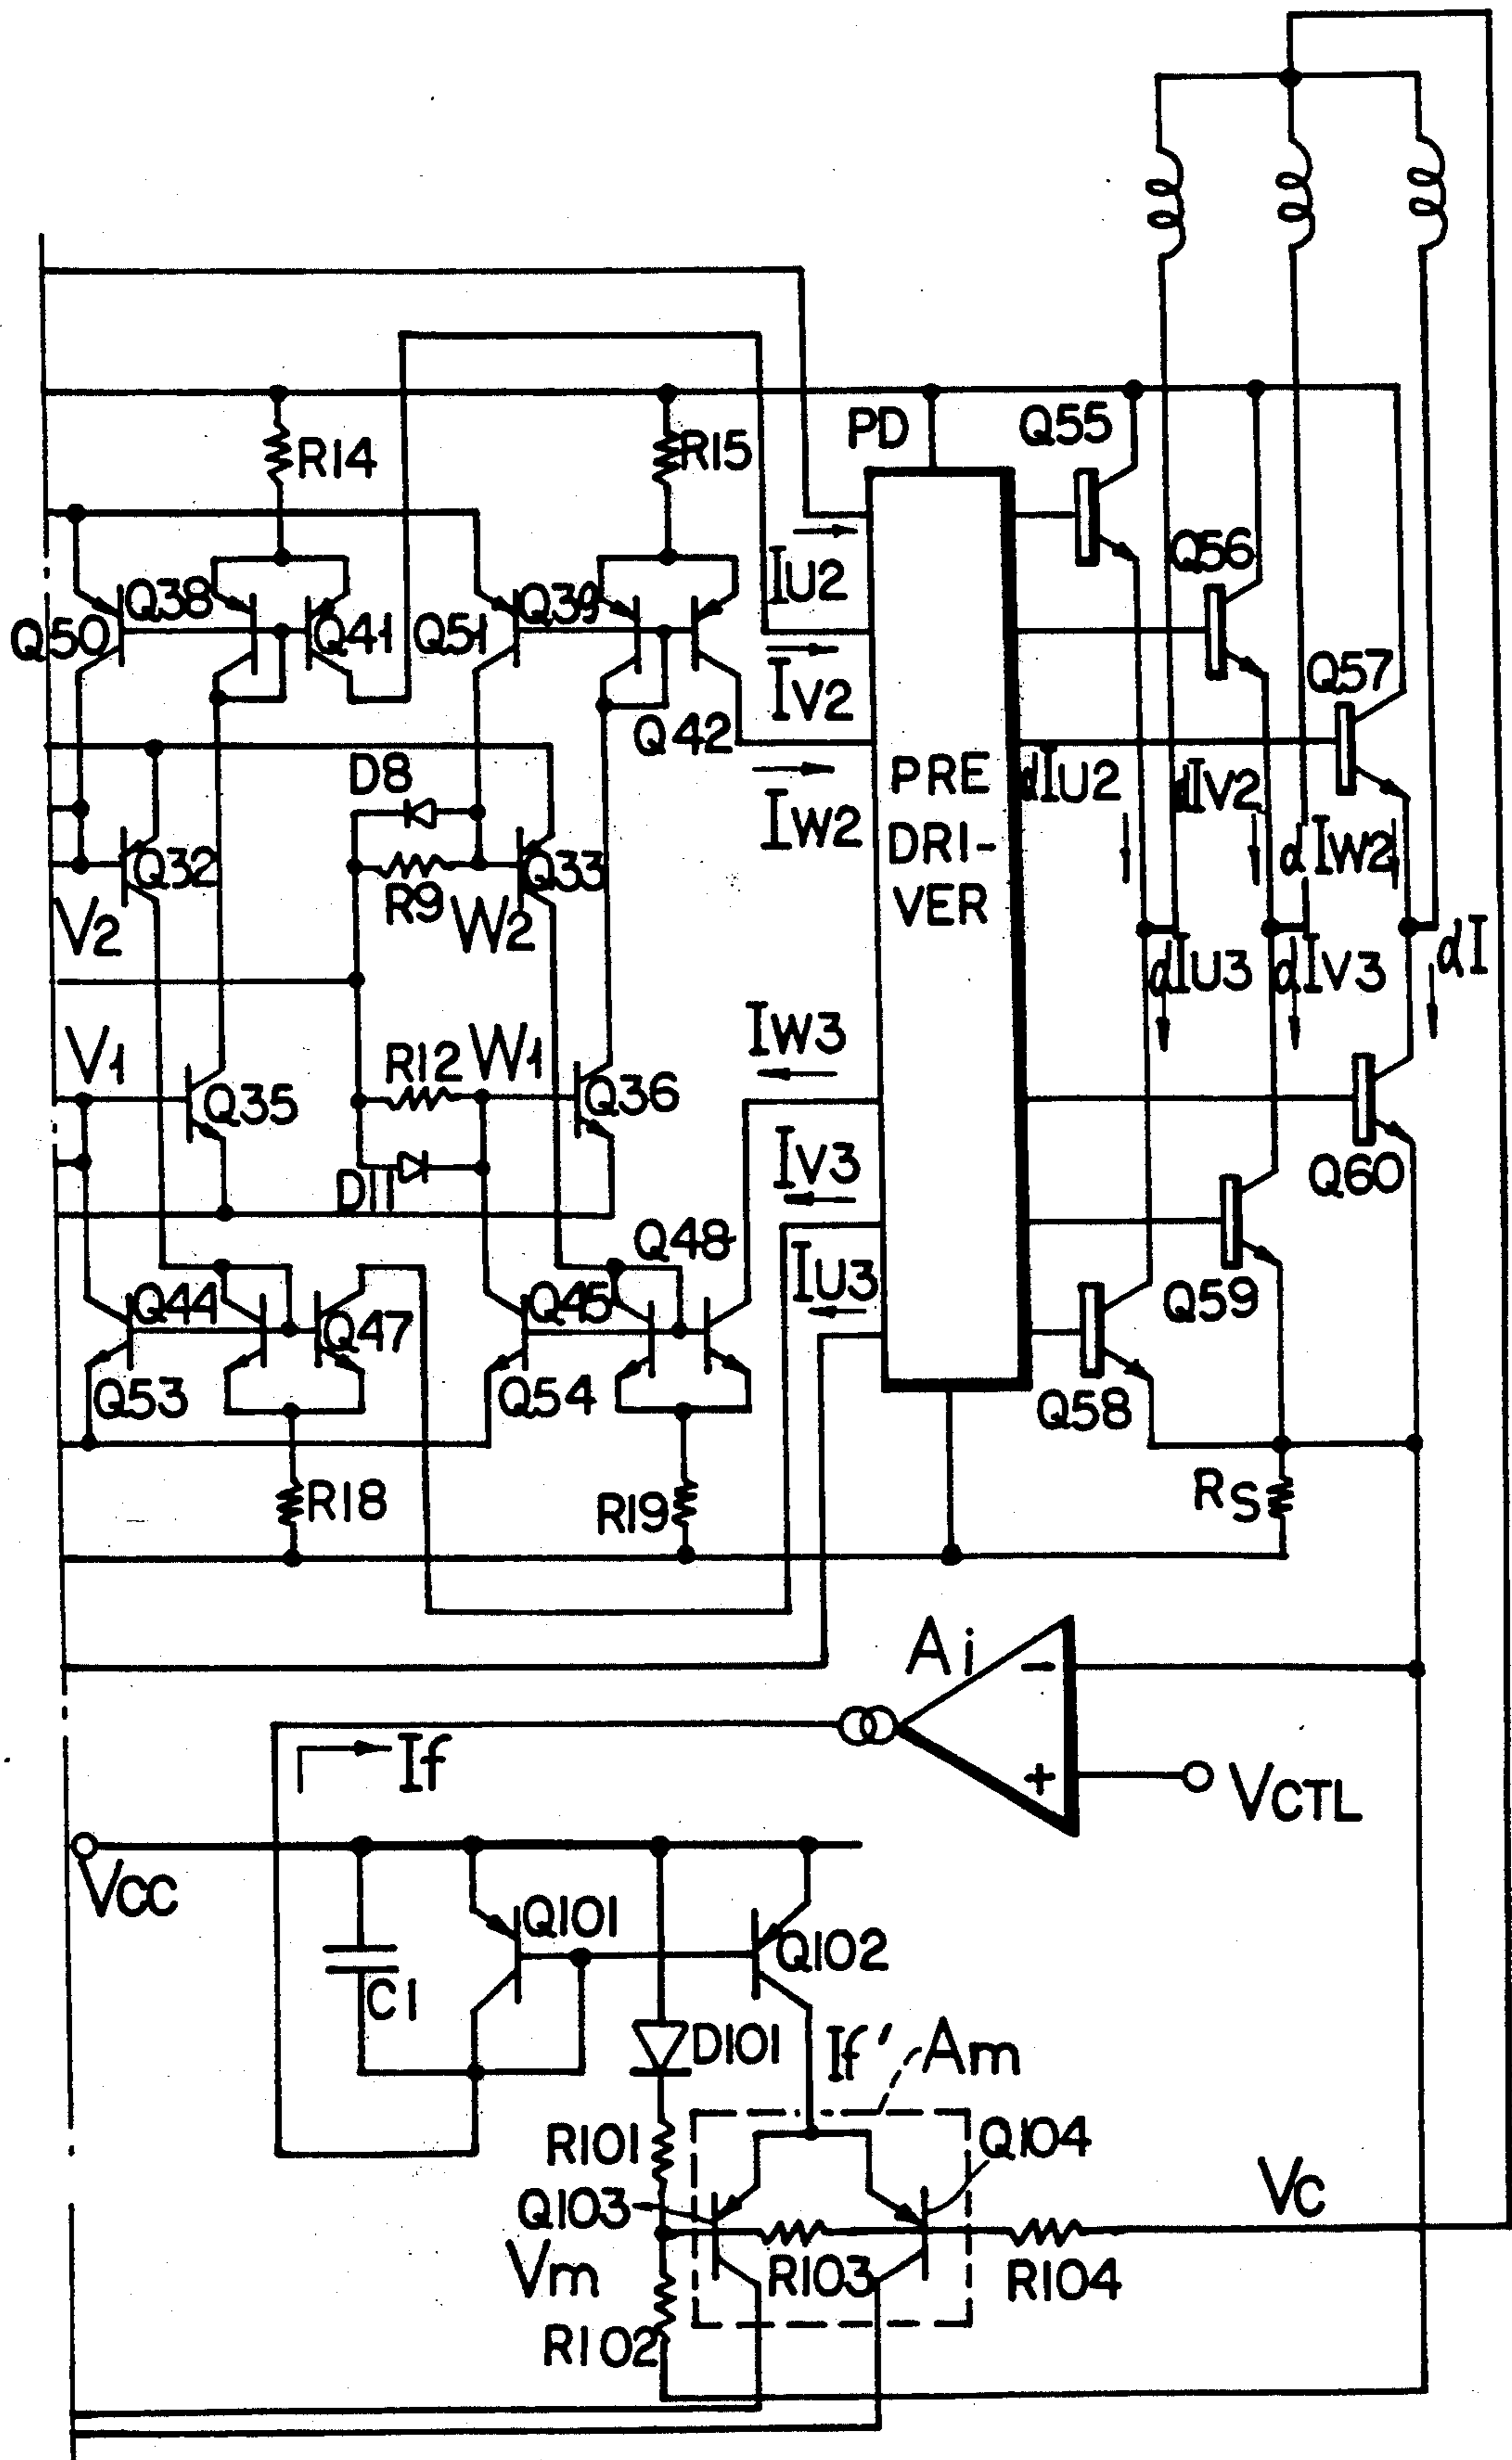 PD
Q55
R14
R15
Q56
IU2
Q38
Q39
Q50
Q41
Q51
IV2
Q57
Q42
D8
PRE
DRI-
VER
αIU2
αIV2
IW2
αIW2
Q32
Q33
R9
V2
W2
αIU3
αIV3
αI
IW3
V1
R12
W1
Q35
Q36
IV3
D11
Q60
Q48
IU3
Q44
Q47
Q45
Q59
Q53
Q54
Q58
R18
R19
RS
Ai
−
If
+
VCTL
VCC
Q101
Q102
C1
D101
If'
Am
R101
Q104
Q103
VC
Vm
R103
R104
R102